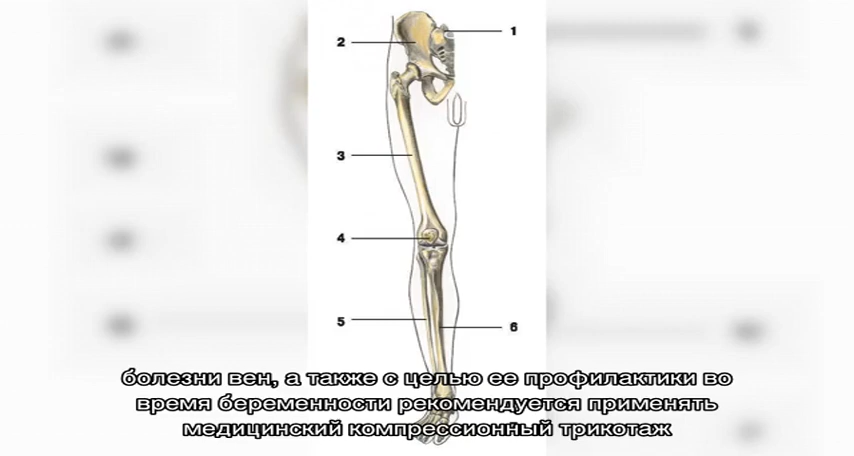 1
2
3
4
5
6
болезни вен, а также с целью ее профилактики во
время беременности рекомендуется применять
медицинский компрессионный трикотаж